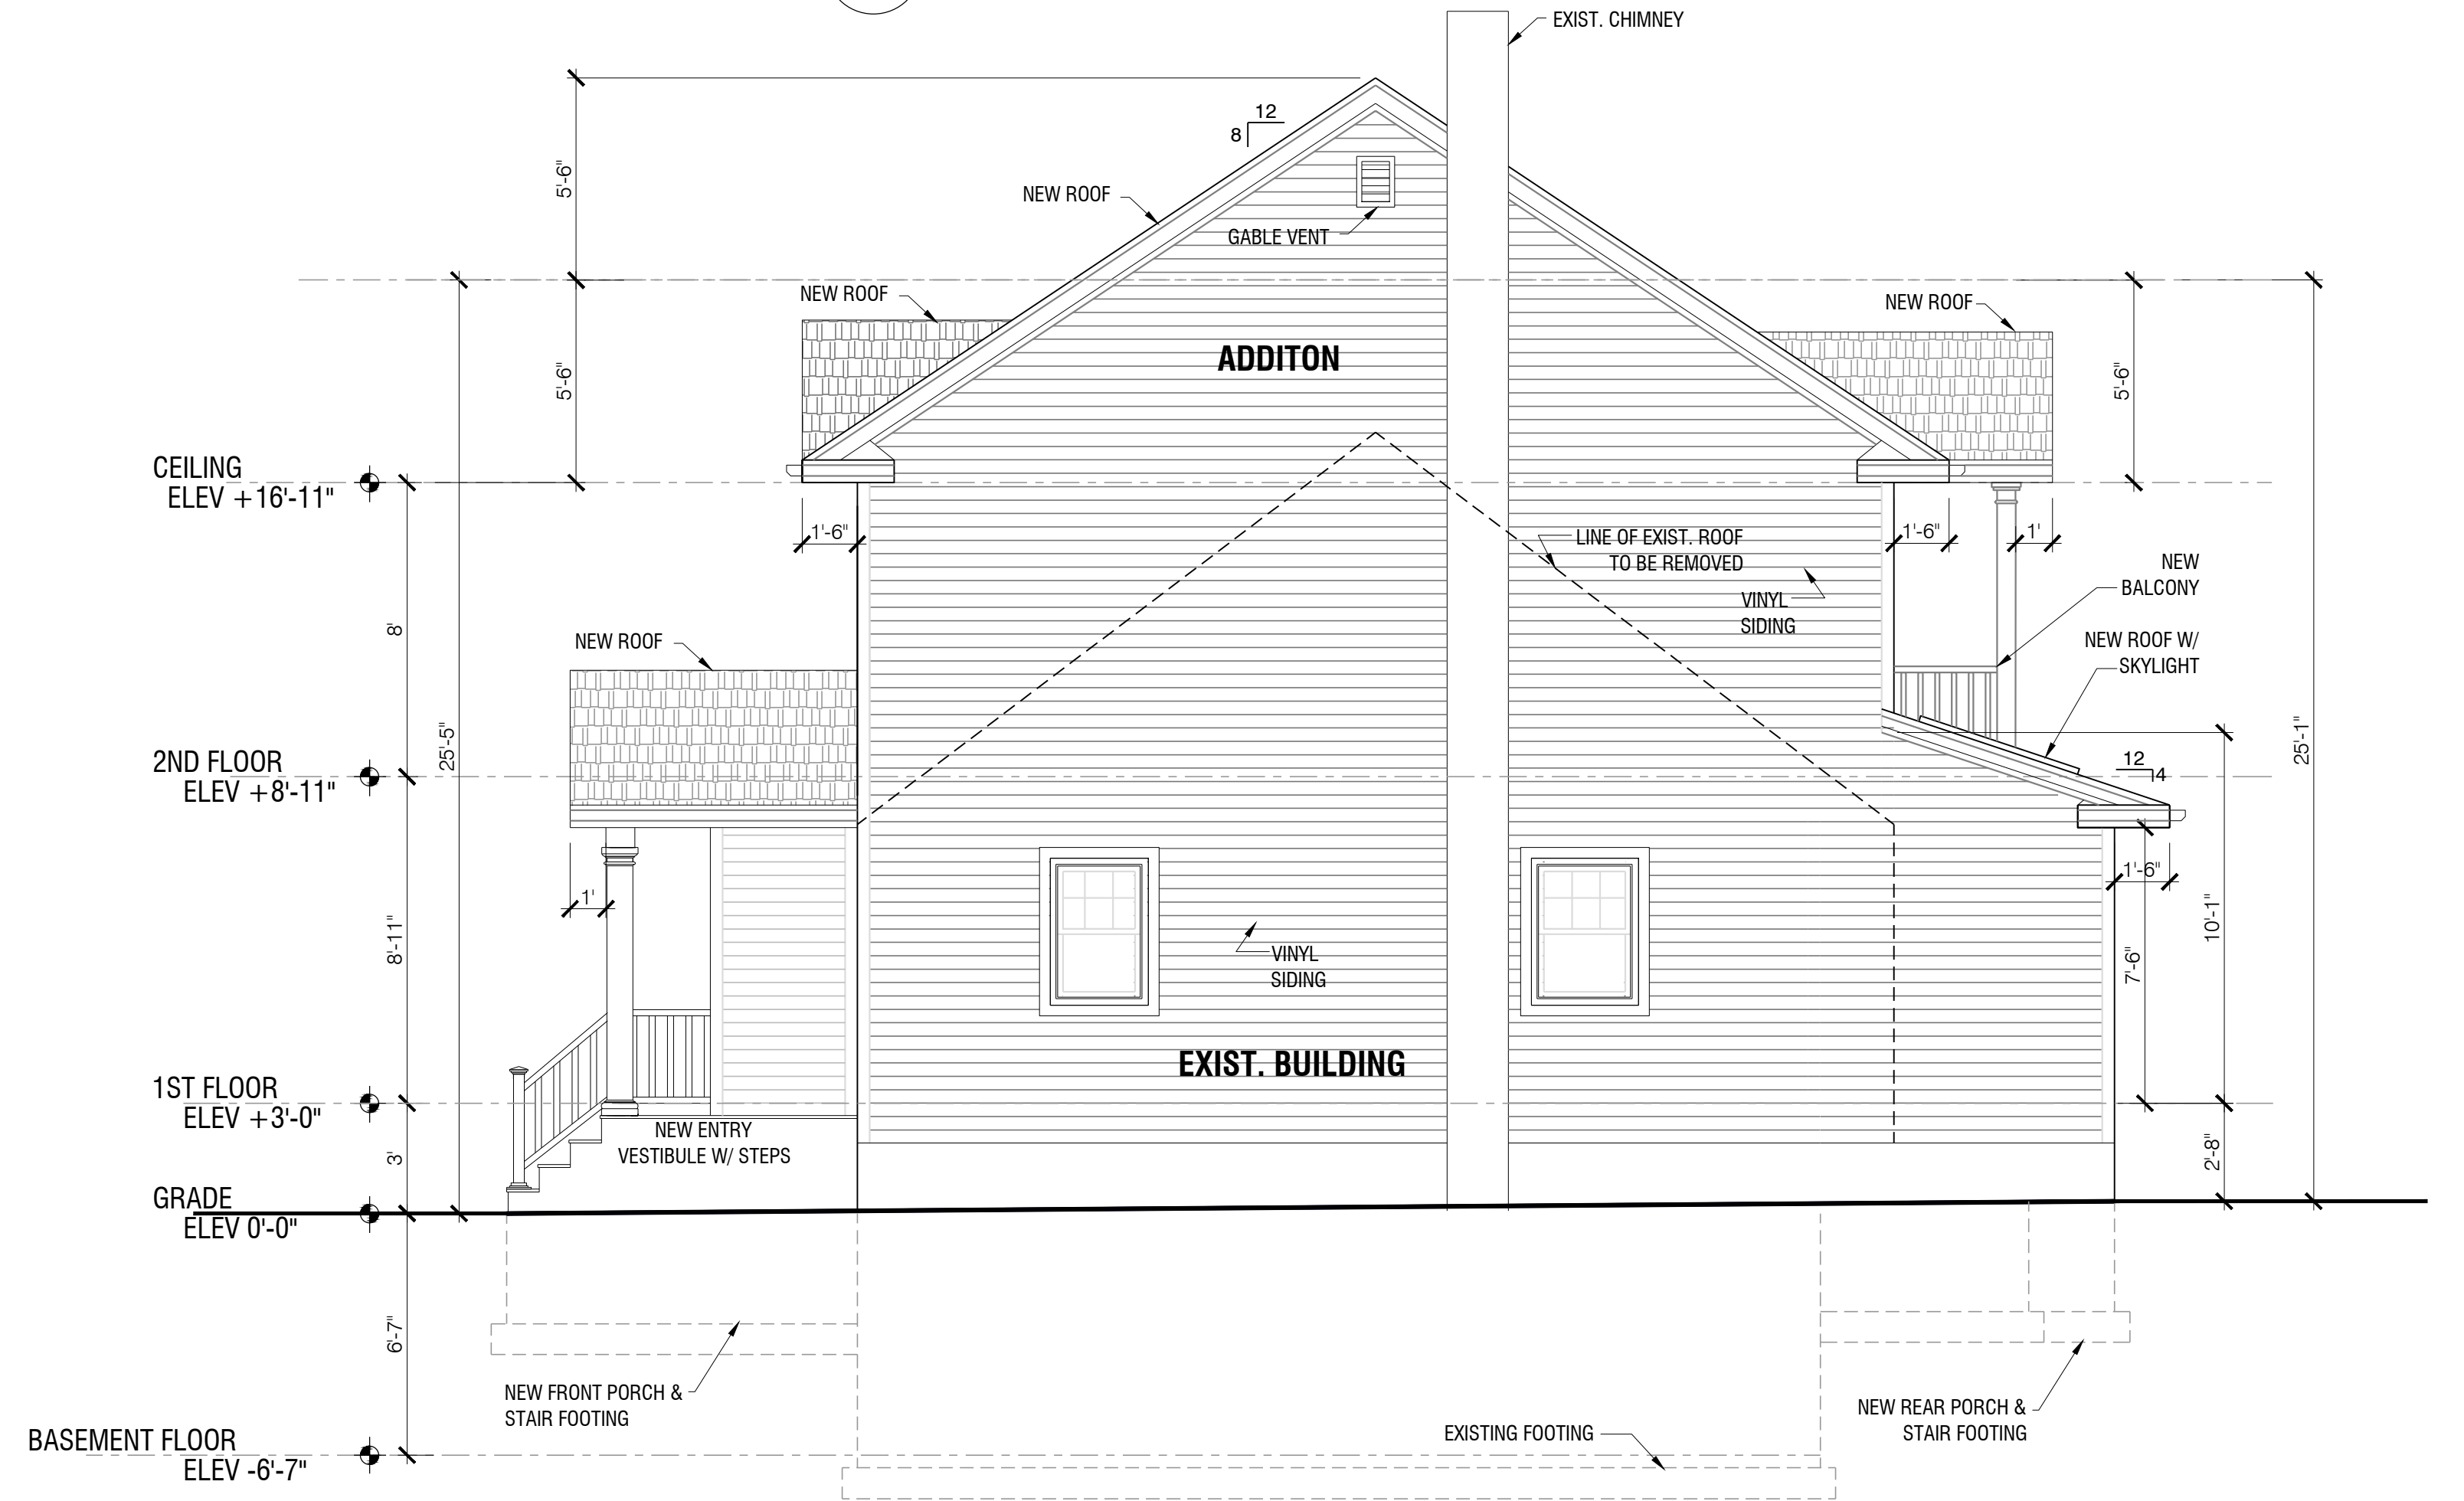 EXIST. CHIMNEY
12
8
5'-6"
NEW ROOF
GABLE VENT
NEW ROOF
NEW ROOF
ADDITON
5'-6"
5'-6"
CEILING
ELEV +16'-11"
1'-6"
1'-6"
1'
LINE OF EXIST. ROOF
TO BE REMOVED
NEW
BALCONY
VINYL
SIDING
8'
NEW ROOF
NEW ROOF W/
SKYLIGHT
25'-5"
25'-1"
2ND FLOOR
ELEV +8'-11"
12
4
1'-6"
1'
8'-11"
10'-1"
7'-6"
VINYL
SIDING
EXIST. BUILDING
1ST FLOOR
ELEV +3'-0"
NEW ENTRY
VESTIBULE W/ STEPS
3'
2'-8"
GRADE
ELEV 0'-0"
6'-7"
NEW FRONT PORCH &
STAIR FOOTING
NEW REAR PORCH &
STAIR FOOTING
EXISTING FOOTING
BASEMENT FLOOR
ELEV -6'-7"